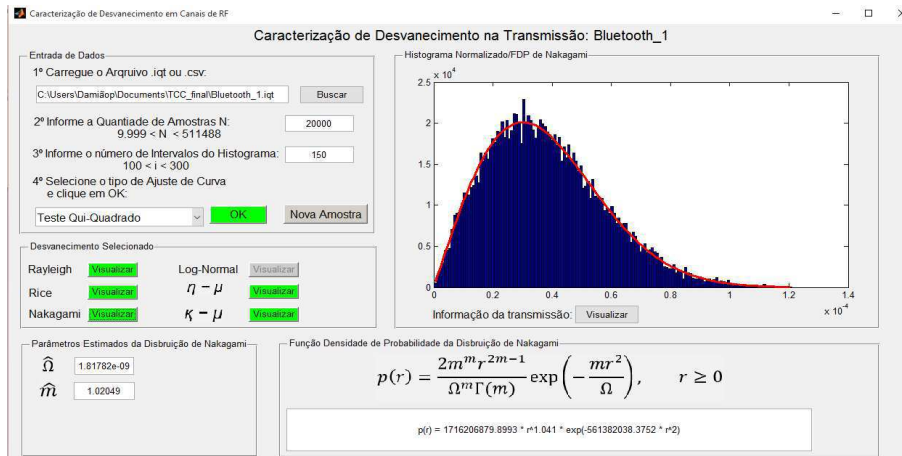 Caracterização de Desvanecimento em Canais de RF
Caracterização de Desvanecimento na Transmissão: Bluetooth_1
Entrada de Dados
1º Carregue o Arqruivo .iqt ou .csv:
C:\Users\Damiãop\Documents\TCC_final\Bluetooth_1.iqt
Buscar
2º Informe a Quantiade de Amostras N:
9.999 < N < 511488
20000
3º Informe o número de Intervalos do Histograma:
100 < i < 300
150
4º Selecione o tipo de Ajuste de Curva
e clique em OK:
Teste Qui-Quadrado
OK
Nova Amostra
Desvanecimento Selecionado
Rayleigh Visualizar Log-Normal Visualizar
Rice Visualizar η − μ Visualizar
Nakagami Visualizar κ − μ Visualizar
Histograma Normalizado/FDP de Nakagami
x 10^4
2.5
2
1.5
1
0.5
0
0 0.2 0.4 0.6 0.8 1 1.2 1.4
x 10^-4
Informação da transmissão: Visualizar
Parâmetros Estimados da Disbruição de Nakagami
Ω̂ 1.81782e-09
m̂ 1.02049
Função Densidade de Probabilidade da Disbruição de Nakagami
p(r) = 2m^m r^(2m−1) / Ω^m Γ(m) exp(− mr^2 / Ω), r ≥ 0
p(r) = 1716206879.8993 * r^1.041 * exp(-561382038.3752 * r^2)